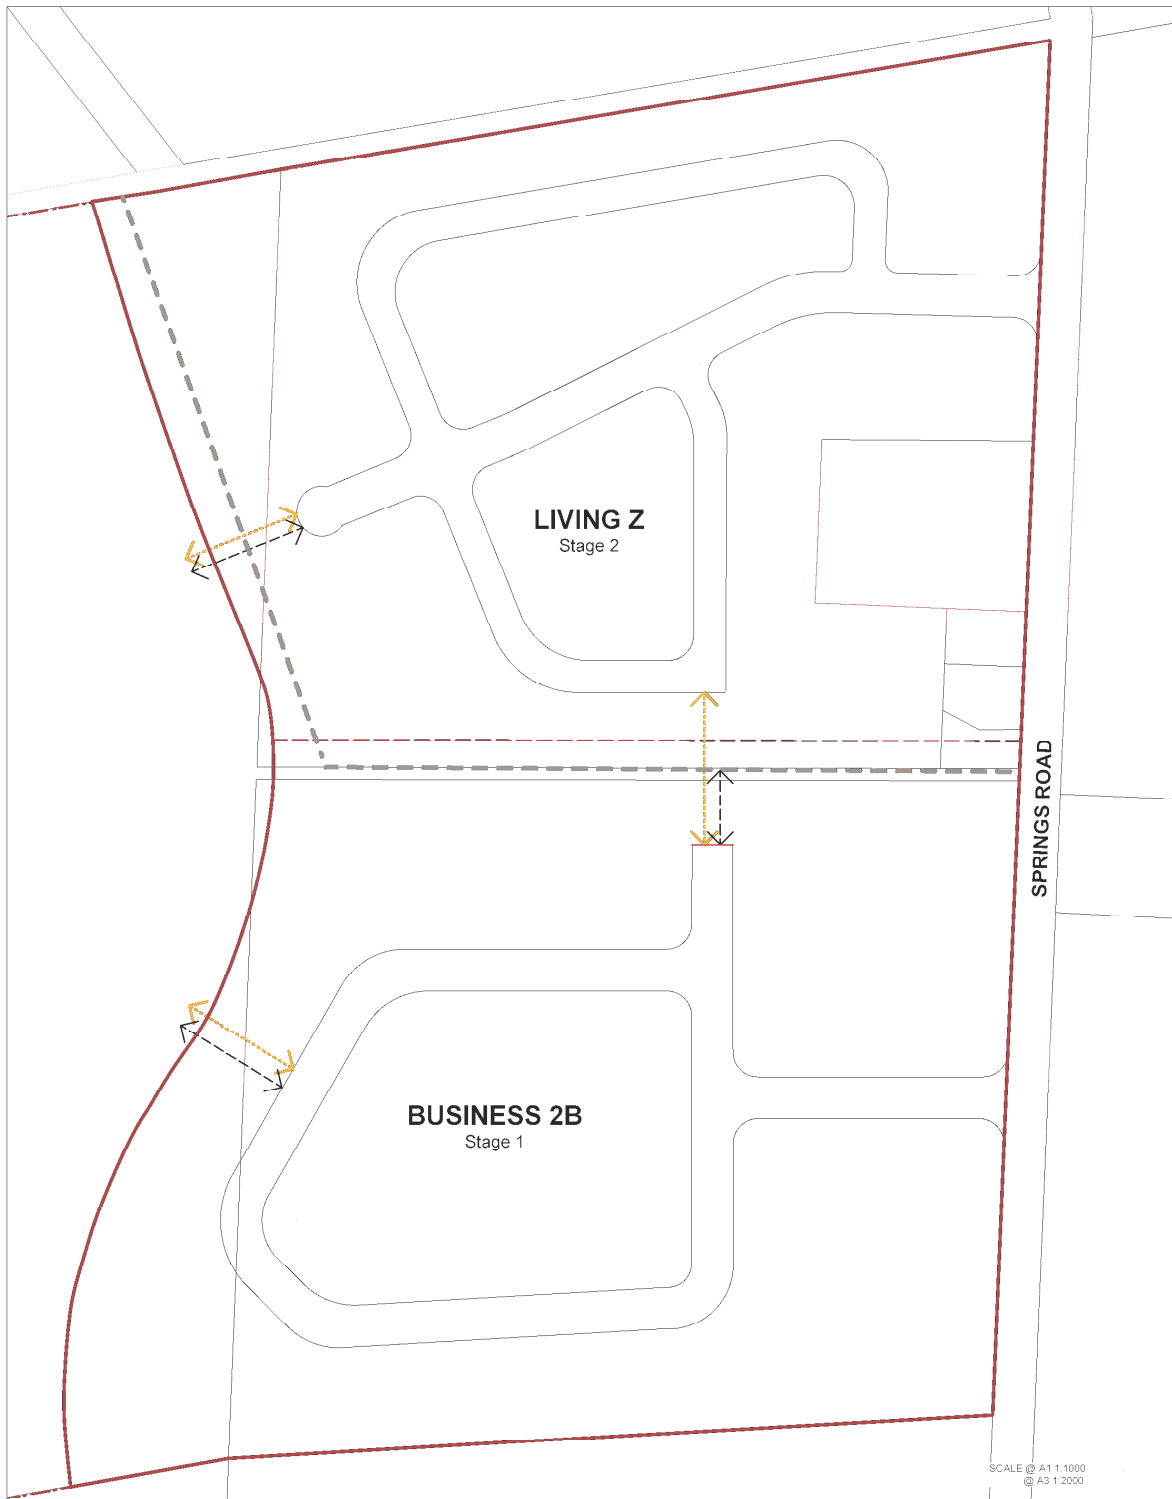 LIVING Z
Stage 2
SPRINGS ROAD
BUSINESS 2B
Stage 1
SCALE @ A1 1:1000
@ A3 1:2000